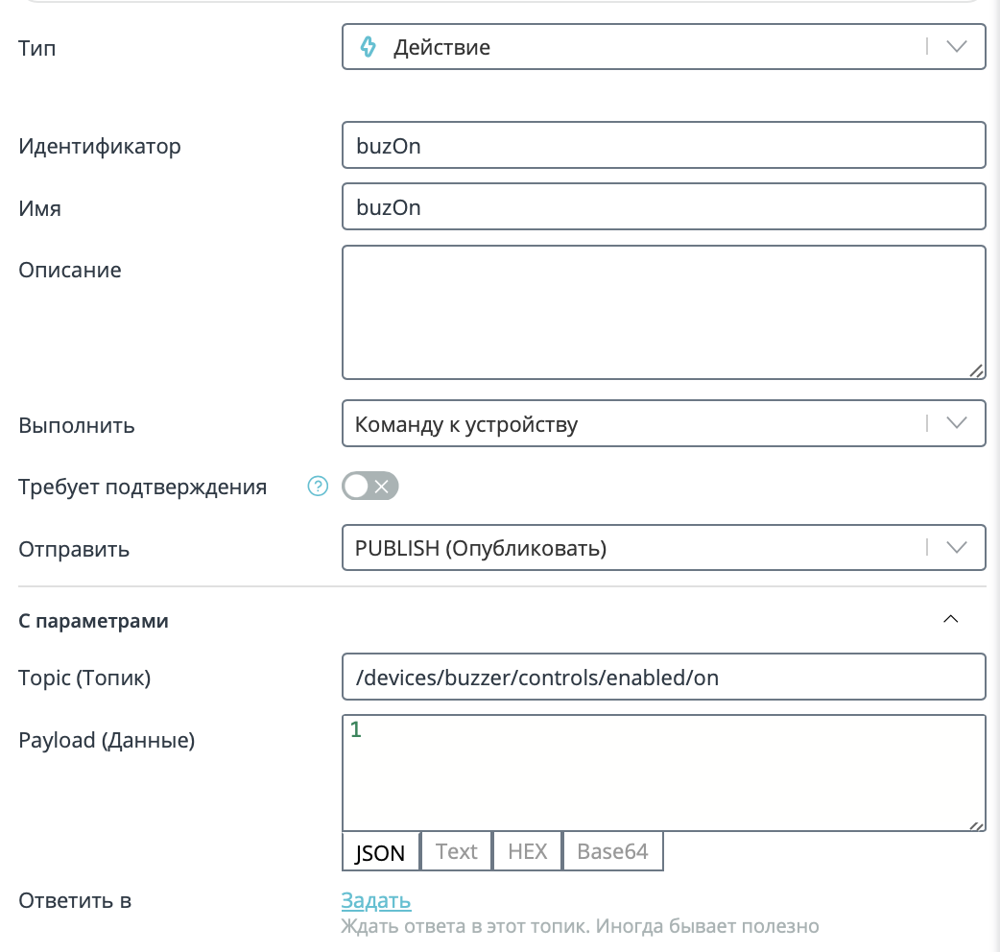 Тип
Действие
Идентификатор
buzOn
Имя
buzOn
Описание
Выполнить
Команду к устройству
Требует подтверждения ?
Отправить
PUBLISH (Опубликовать)
С параметрами
Topic (Топик)
/devices/buzzer/controls/enabled/on
Payload (Данные)
1
JSON Text HEX Base64
Ответить в
Задать
Ждать ответа в этот топик. Иногда бывает полезно